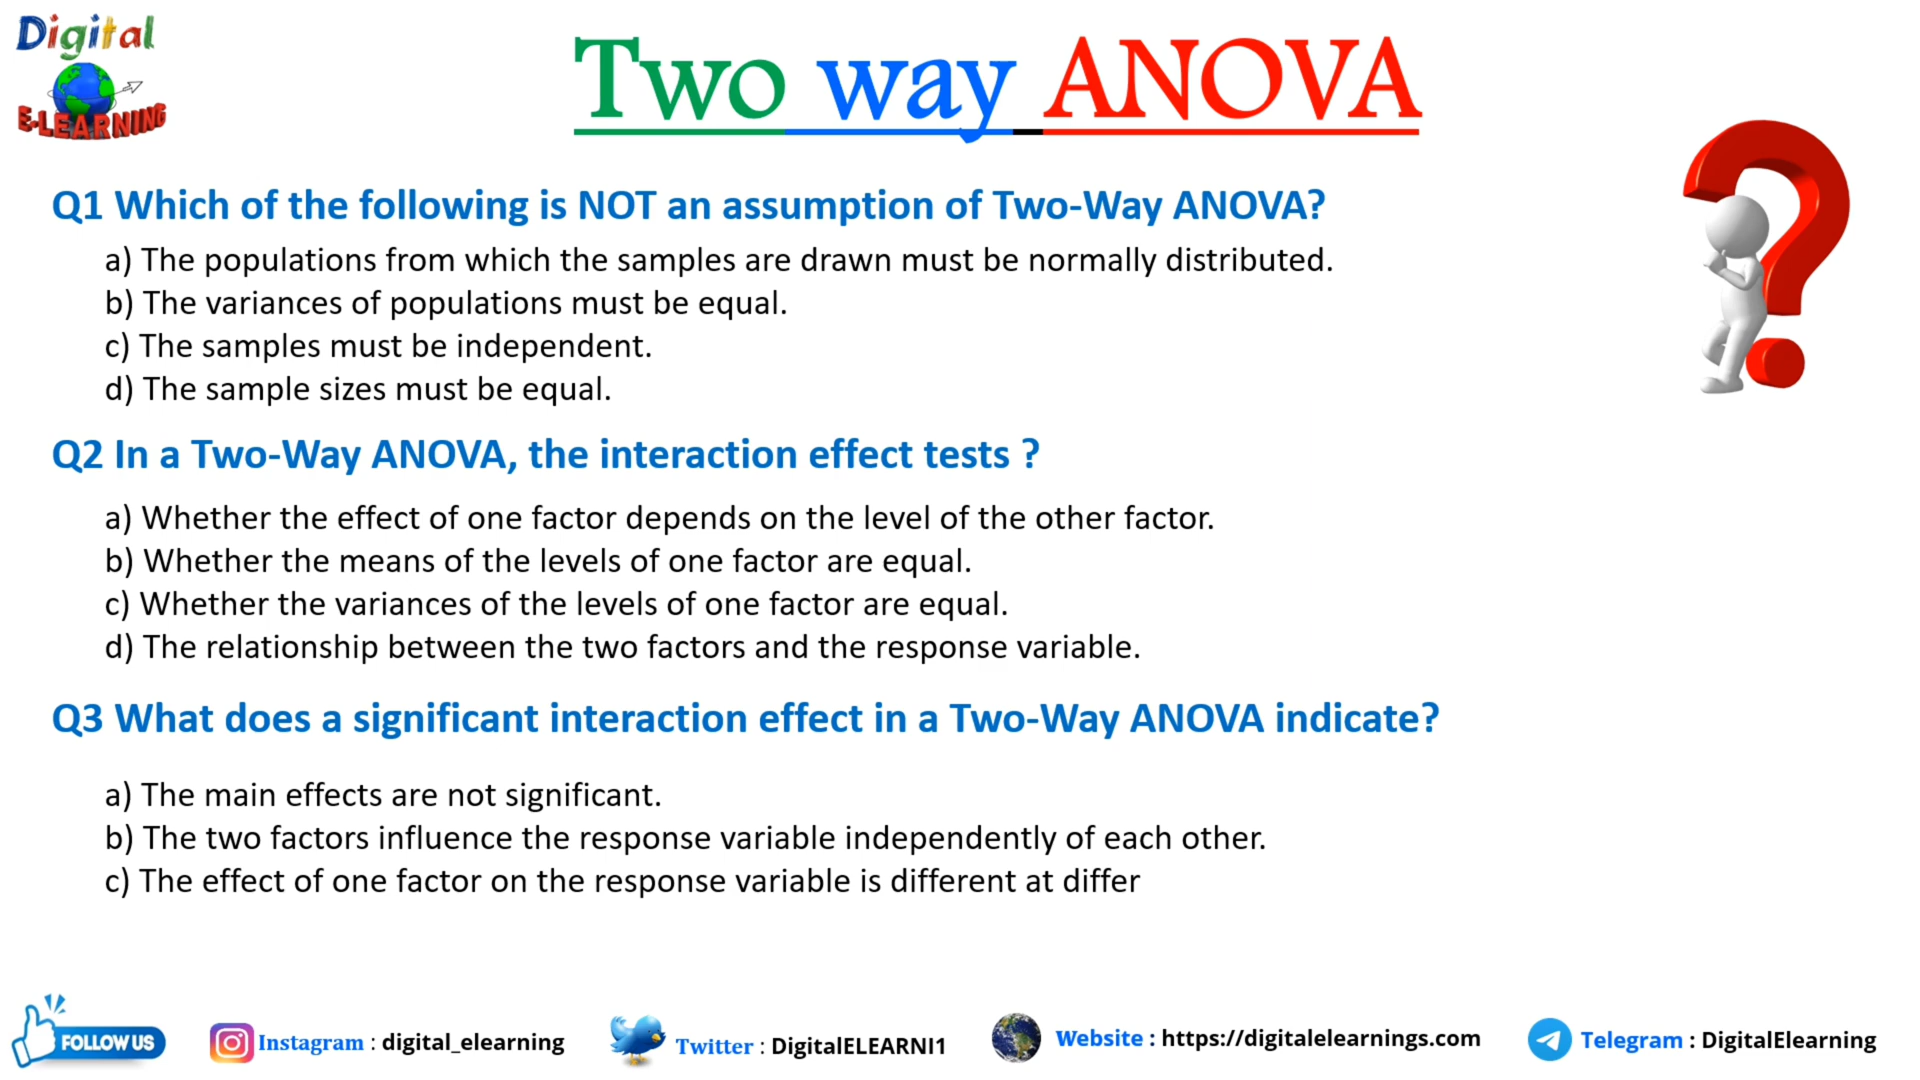 Digital
E-LEARNING
Two way ANOVA
Q1 Which of the following is NOT an assumption of Two-Way ANOVA?
a) The populations from which the samples are drawn must be normally distributed.
b) The variances of populations must be equal.
c) The samples must be independent.
d) The sample sizes must be equal.
Q2 In a Two-Way ANOVA, the interaction effect tests ?
a) Whether the effect of one factor depends on the level of the other factor.
b) Whether the means of the levels of one factor are equal.
c) Whether the variances of the levels of one factor are equal.
d) The relationship between the two factors and the response variable.
Q3 What does a significant interaction effect in a Two-Way ANOVA indicate?
a) The main effects are not significant.
b) The two factors influence the response variable independently of each other.
c) The effect of one factor on the response variable is different at differ
FOLLOW US
Instagram : digital_elearning
Twitter : DigitalELEARNI1
Website : https://digitalelearnings.com
Telegram : DigitalElearning